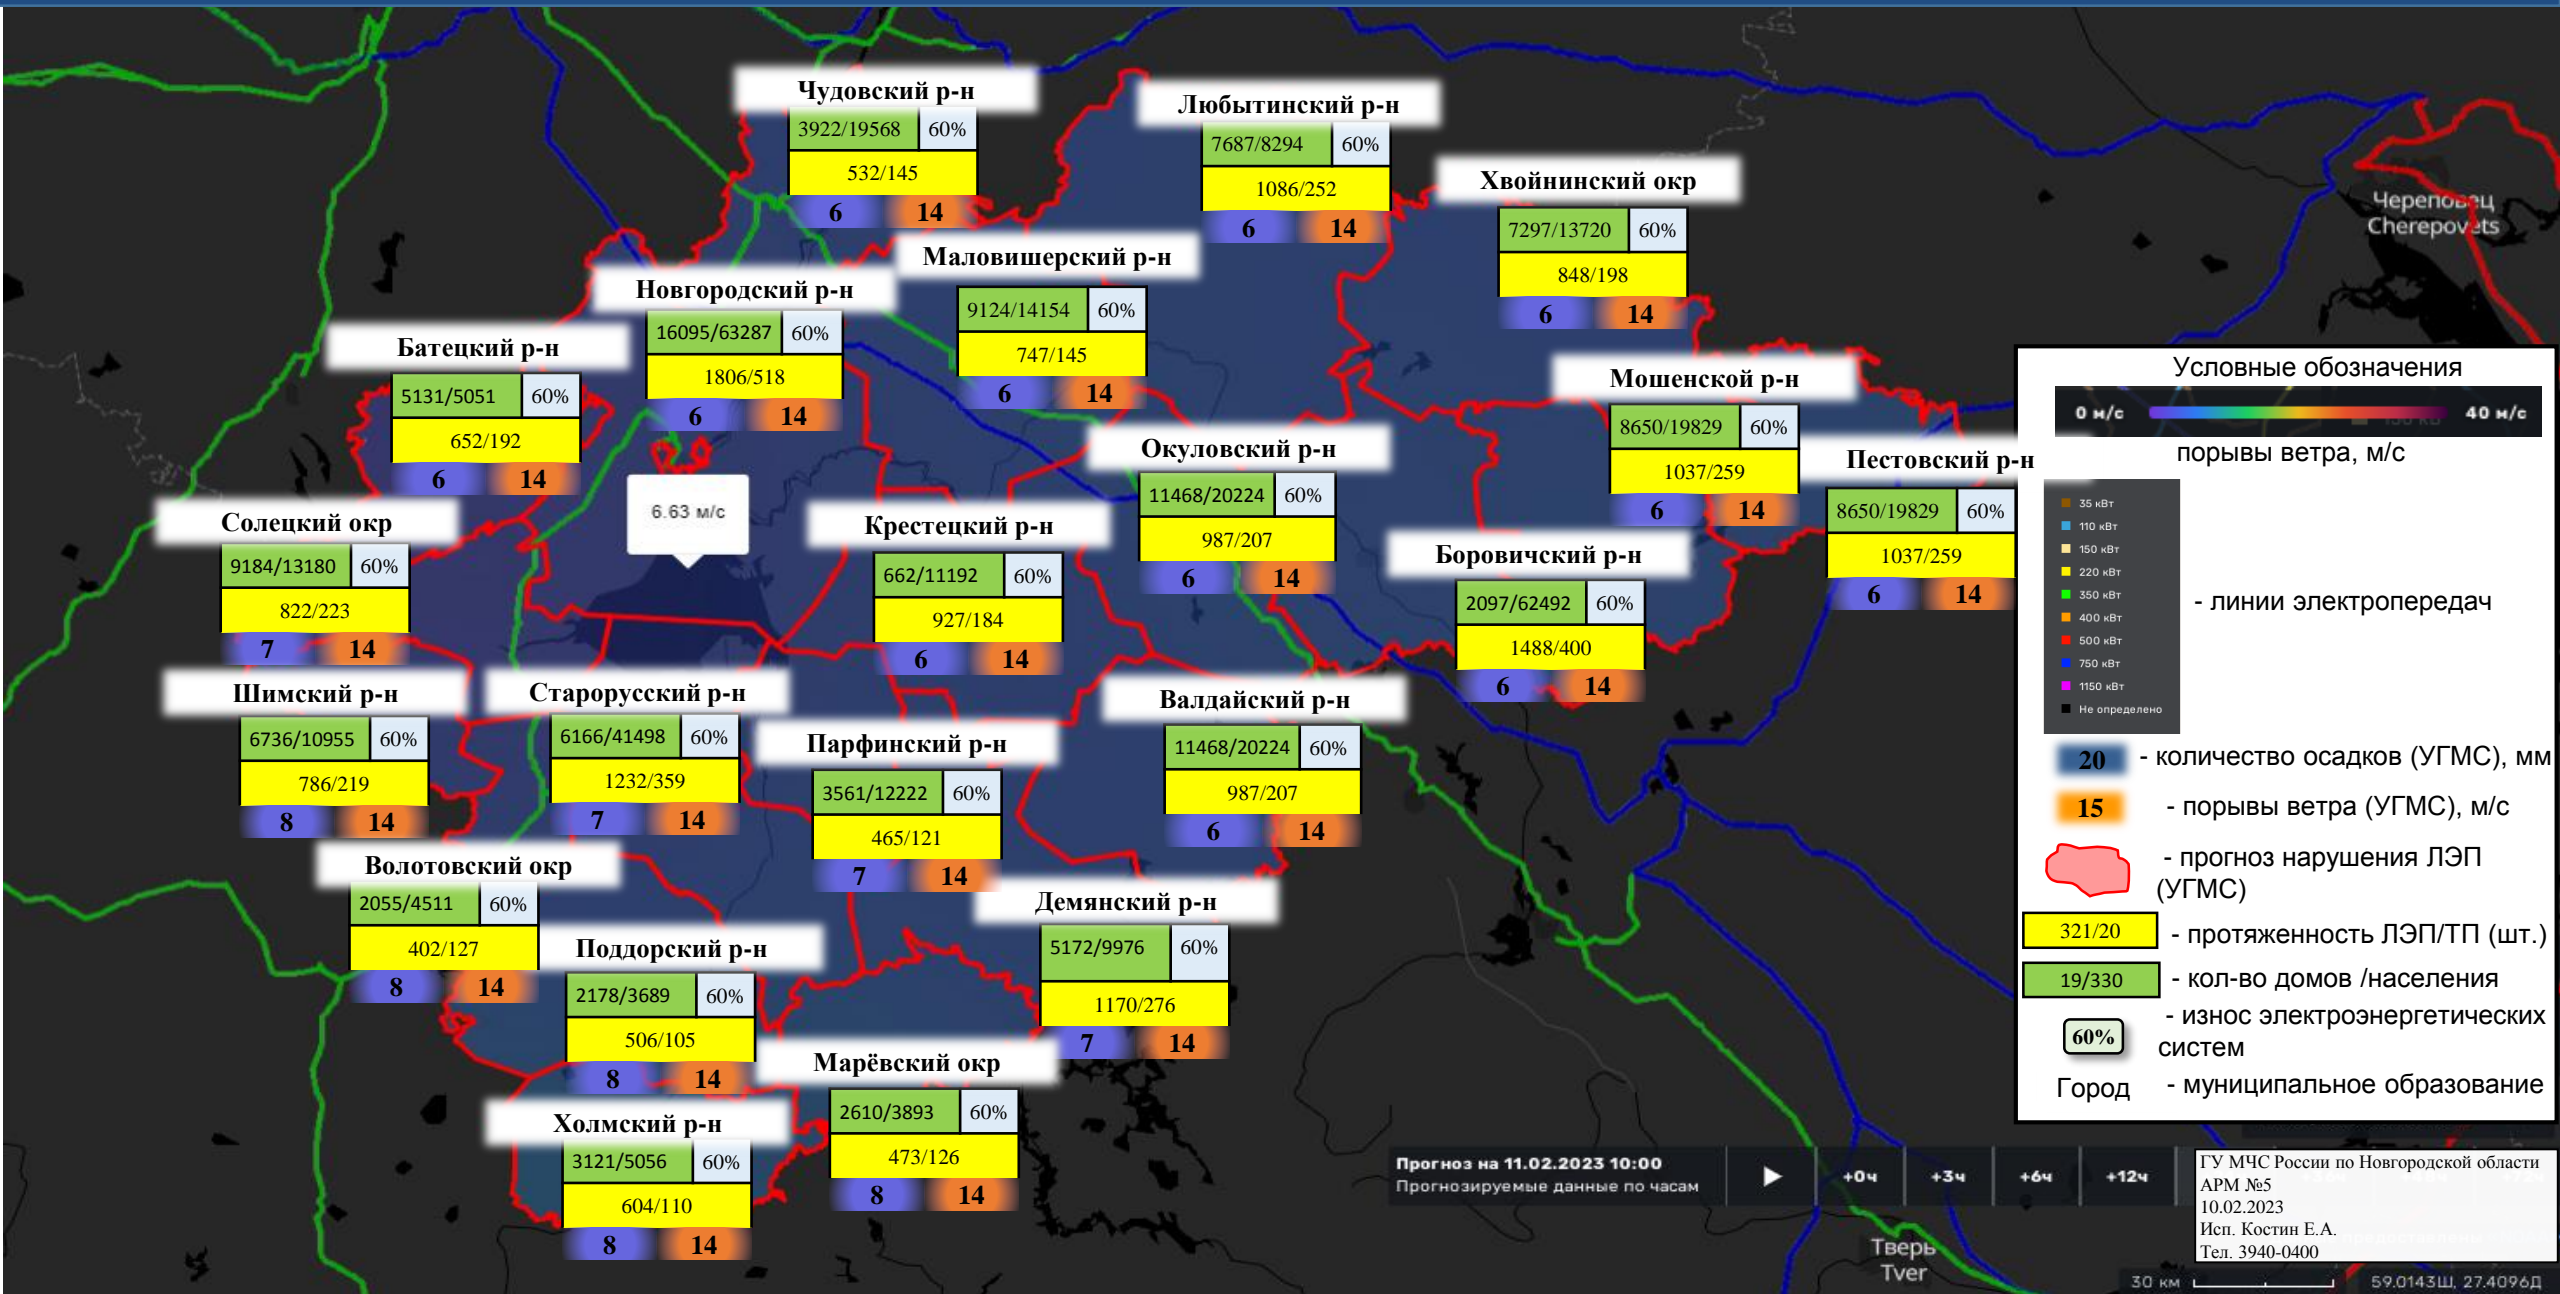 Чудовский р-н
3922/19568 60%
532/145
6 14
Любытинский р-н
7687/8294 60%
1086/252
6 14
Хвойнинский окр
7297/13720 60%
848/198
6 14
Череповец
Cherepovets
Маловишерский р-н
9124/14154 60%
747/145
6 14
Новгородский р-н
16095/63287 60%
1806/518
6 14
Батецкий р-н
5131/5051 60%
652/192
6 14
Мошенской р-н
8650/19829 60%
1037/259
6 14
Окуловский р-н
11468/20224 60%
987/207
6 14
Пестовский р-н
8650/19829 60%
1037/259
6 14
6.63 м/с
Солецкий окр
9184/13180 60%
822/223
7 14
Крестецкий р-н
662/11192 60%
927/184
6 14
Боровичский р-н
2097/62492 60%
1488/400
6 14
Шимский р-н
6736/10955 60%
786/219
8 14
Старорусский р-н
6166/41498 60%
1232/359
7 14
Парфинский р-н
3561/12222 60%
465/121
7 14
Валдайский р-н
11468/20224 60%
987/207
6 14
Волотовский окр
2055/4511 60%
402/127
8 14
Демянский р-н
5172/9976 60%
1170/276
7 14
Поддорский р-н
2178/3689 60%
506/105
8 14
Марёвский окр
2610/3893 60%
473/126
8 14
Холмский р-н
3121/5056 60%
604/110
8 14
Условные обозначения
0 м/с 40 м/с
порывы ветра, м/с
35 кВт
110 кВт
150 кВт
220 кВт
350 кВт
400 кВт
500 кВт
750 кВт
1150 кВт
Не определено
- линии электропередач
20 - количество осадков (УГМС), мм
15 - порывы ветра (УГМС), м/с
- прогноз нарушения ЛЭП
(УГМС)
321/20 - протяженность ЛЭП/ТП (шт.)
19/330 - кол-во домов /населения
- износ электроэнергетических
60%
систем
Город - муниципальное образование
Прогноз на 11.02.2023 10:00
Прогнозируемые данные по часам
+0ч +3ч +6ч +12ч
ГУ МЧС России по Новгородской области
АРМ №5
10.02.2023
Исп. Костин Е.А.
Тел. 3940-0400
Тверь
Tver
30 км 59.0143Ш, 27.4096Д